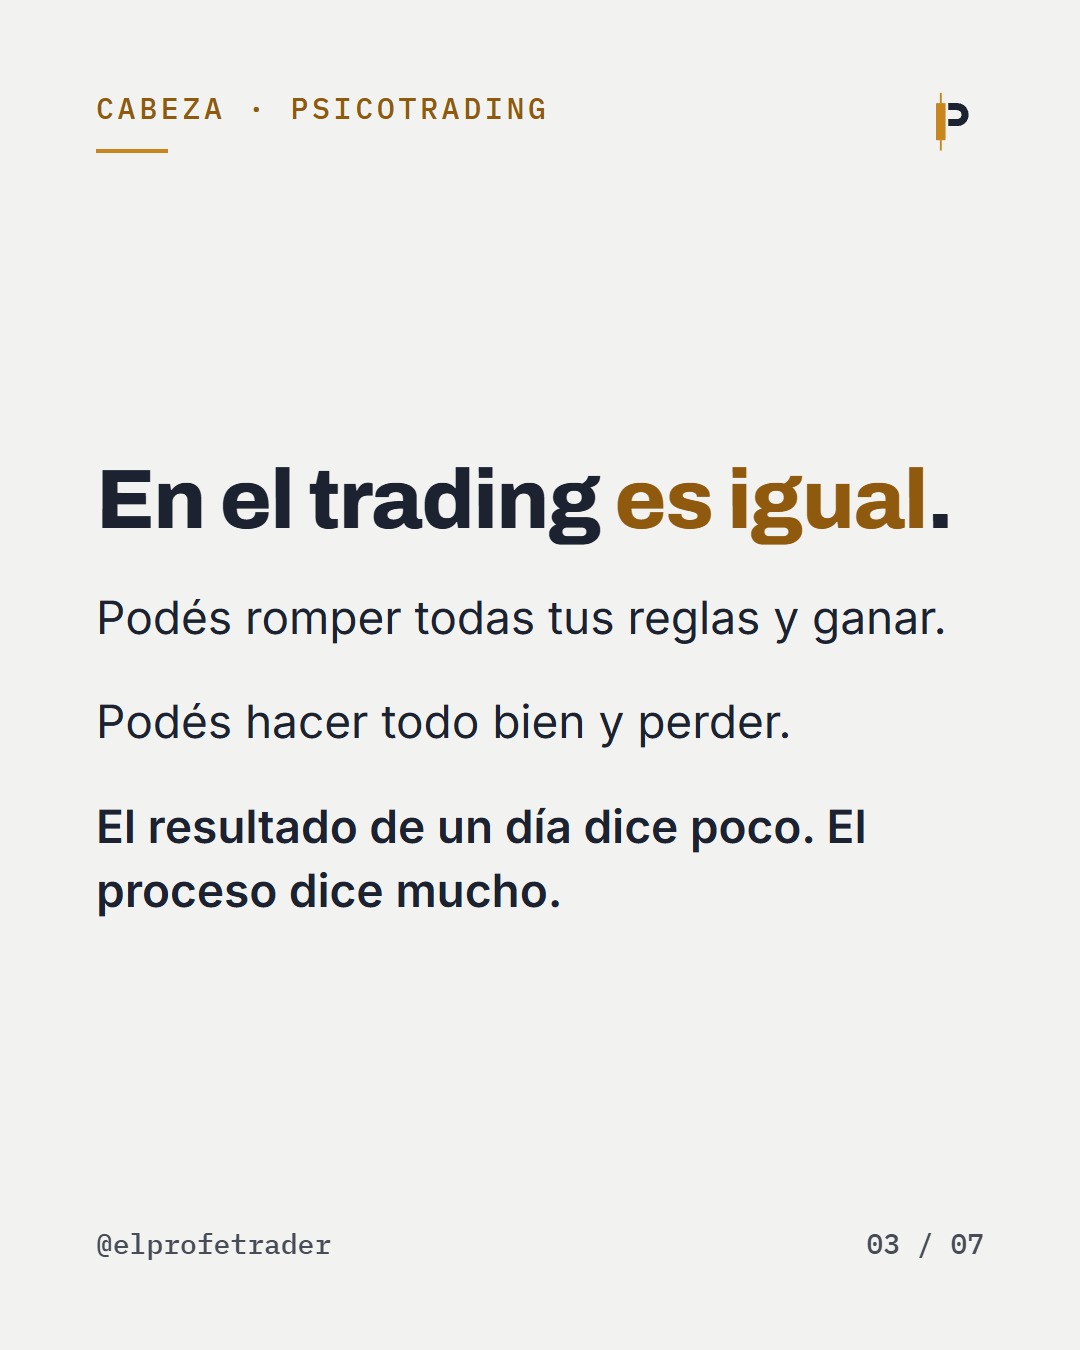 CABEZA · PSICOTRADING
En el trading es igual.
Podés romper todas tus reglas y ganar.
Podés hacer todo bien y perder.
El resultado de un día dice poco. El
proceso dice mucho.
@elprofetrader
03 / 07